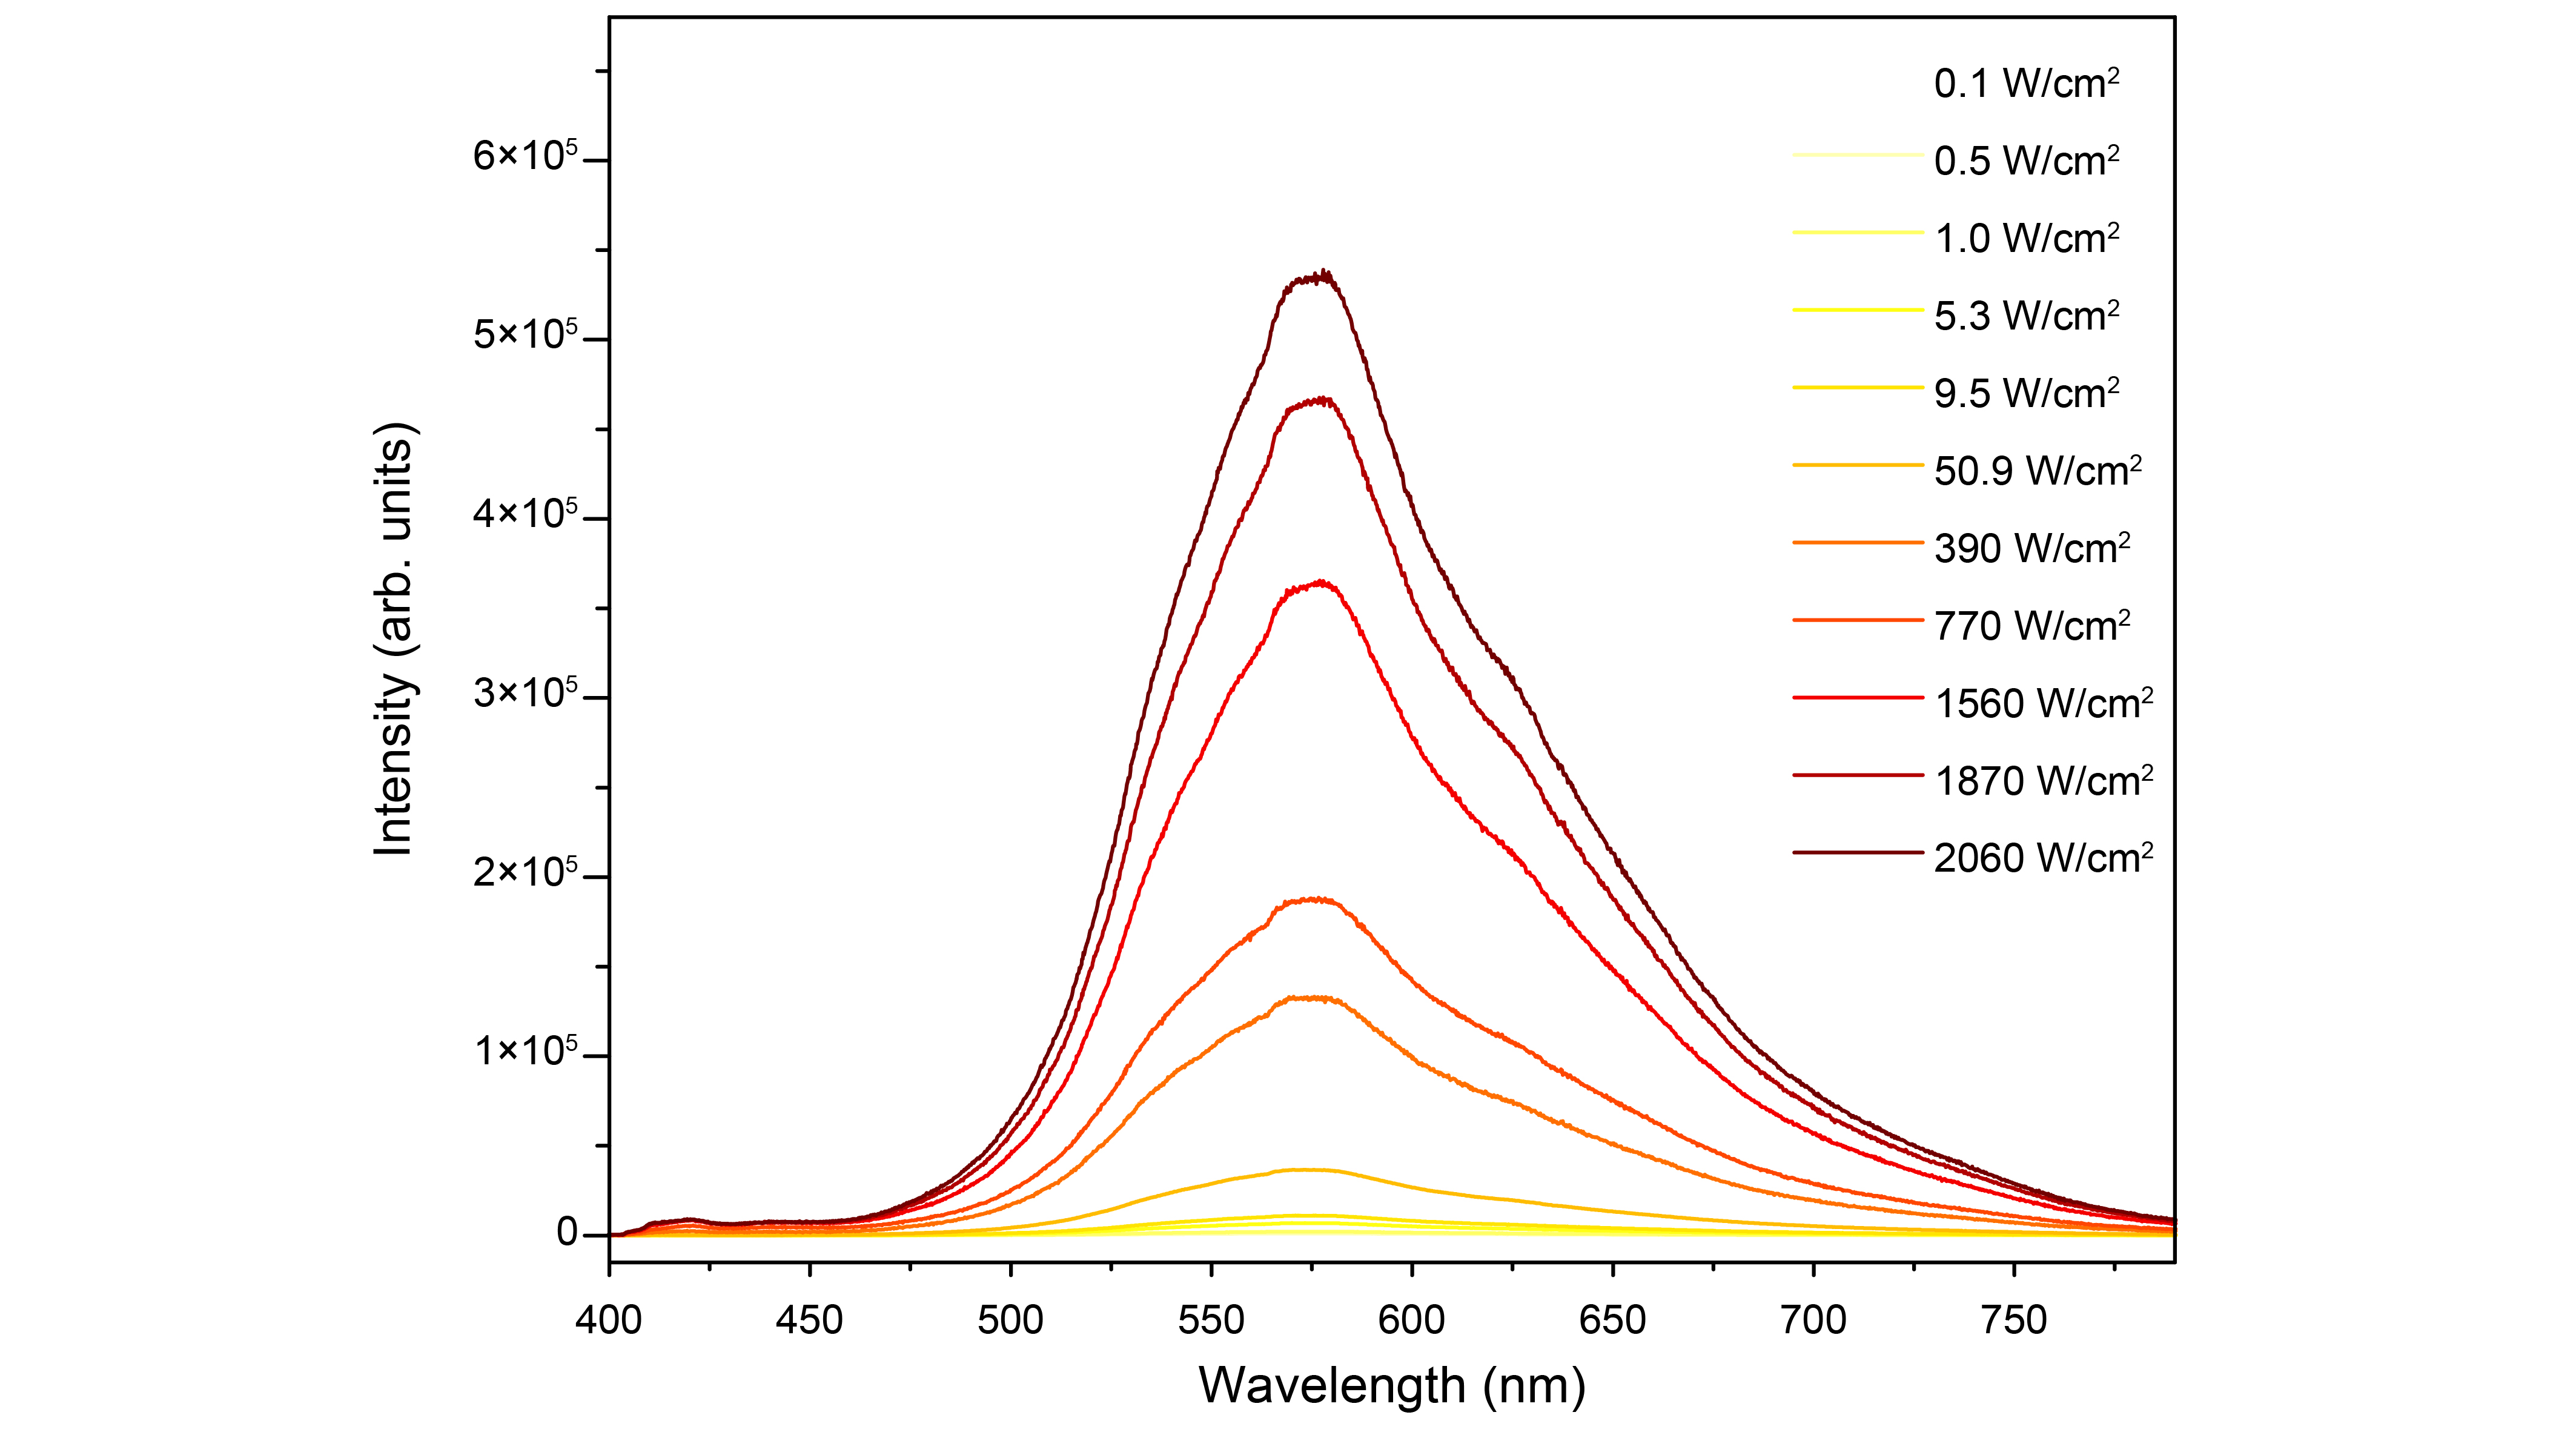 0.1 W/cm²
0.5 W/cm²
1.0 W/cm²
5.3 W/cm²
9.5 W/cm²
50.9 W/cm²
390 W/cm²
770 W/cm²
1560 W/cm²
1870 W/cm²
2060 W/cm²
6×10⁵
5×10⁵
4×10⁵
3×10⁵
2×10⁵
1×10⁵
0
Intensity (arb. units)
400 450 500 550 600 650 700 750
Wavelength (nm)